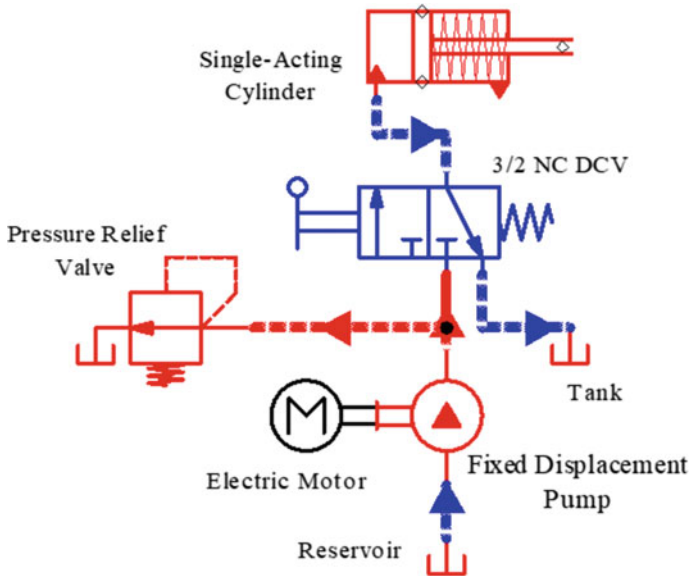 Single-Acting
Cylinder
3/2 NC DCV
Pressure Relief
Valve
Tank
M
Electric Motor
Fixed Displacement
Pump
Reservoir